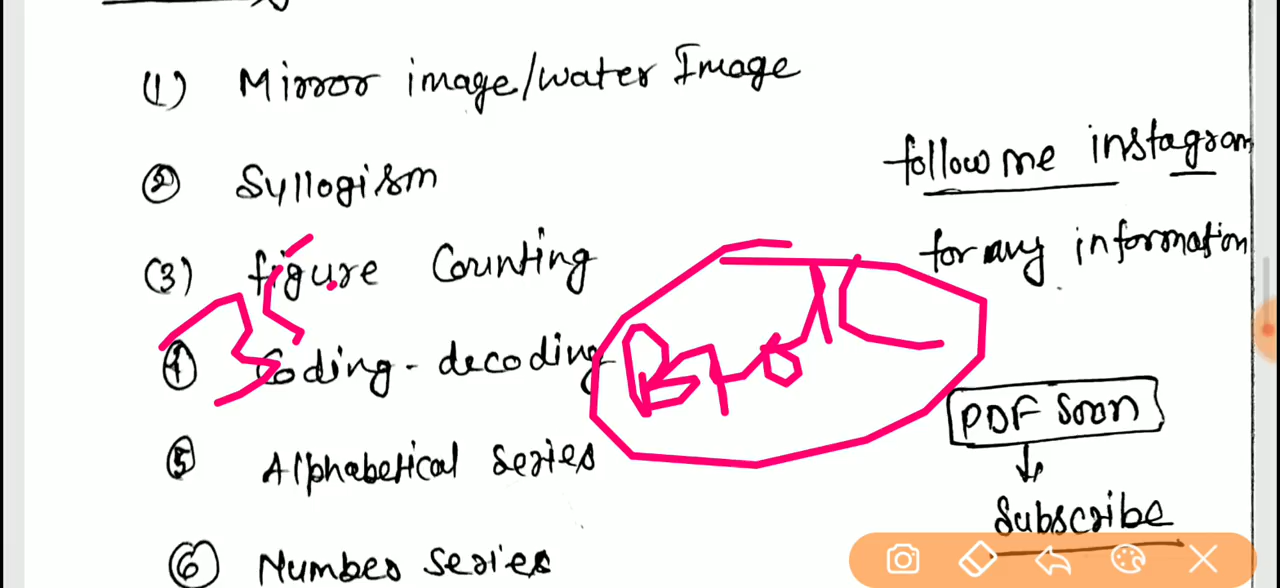 (1) Mirror image/water Image
(2) Syllogism
(3) figure Counting
(4) Coding-decoding
(5) Alphabetical series
(6) Number series
follow me instagram
for any information
PDF Soon
Subscribe